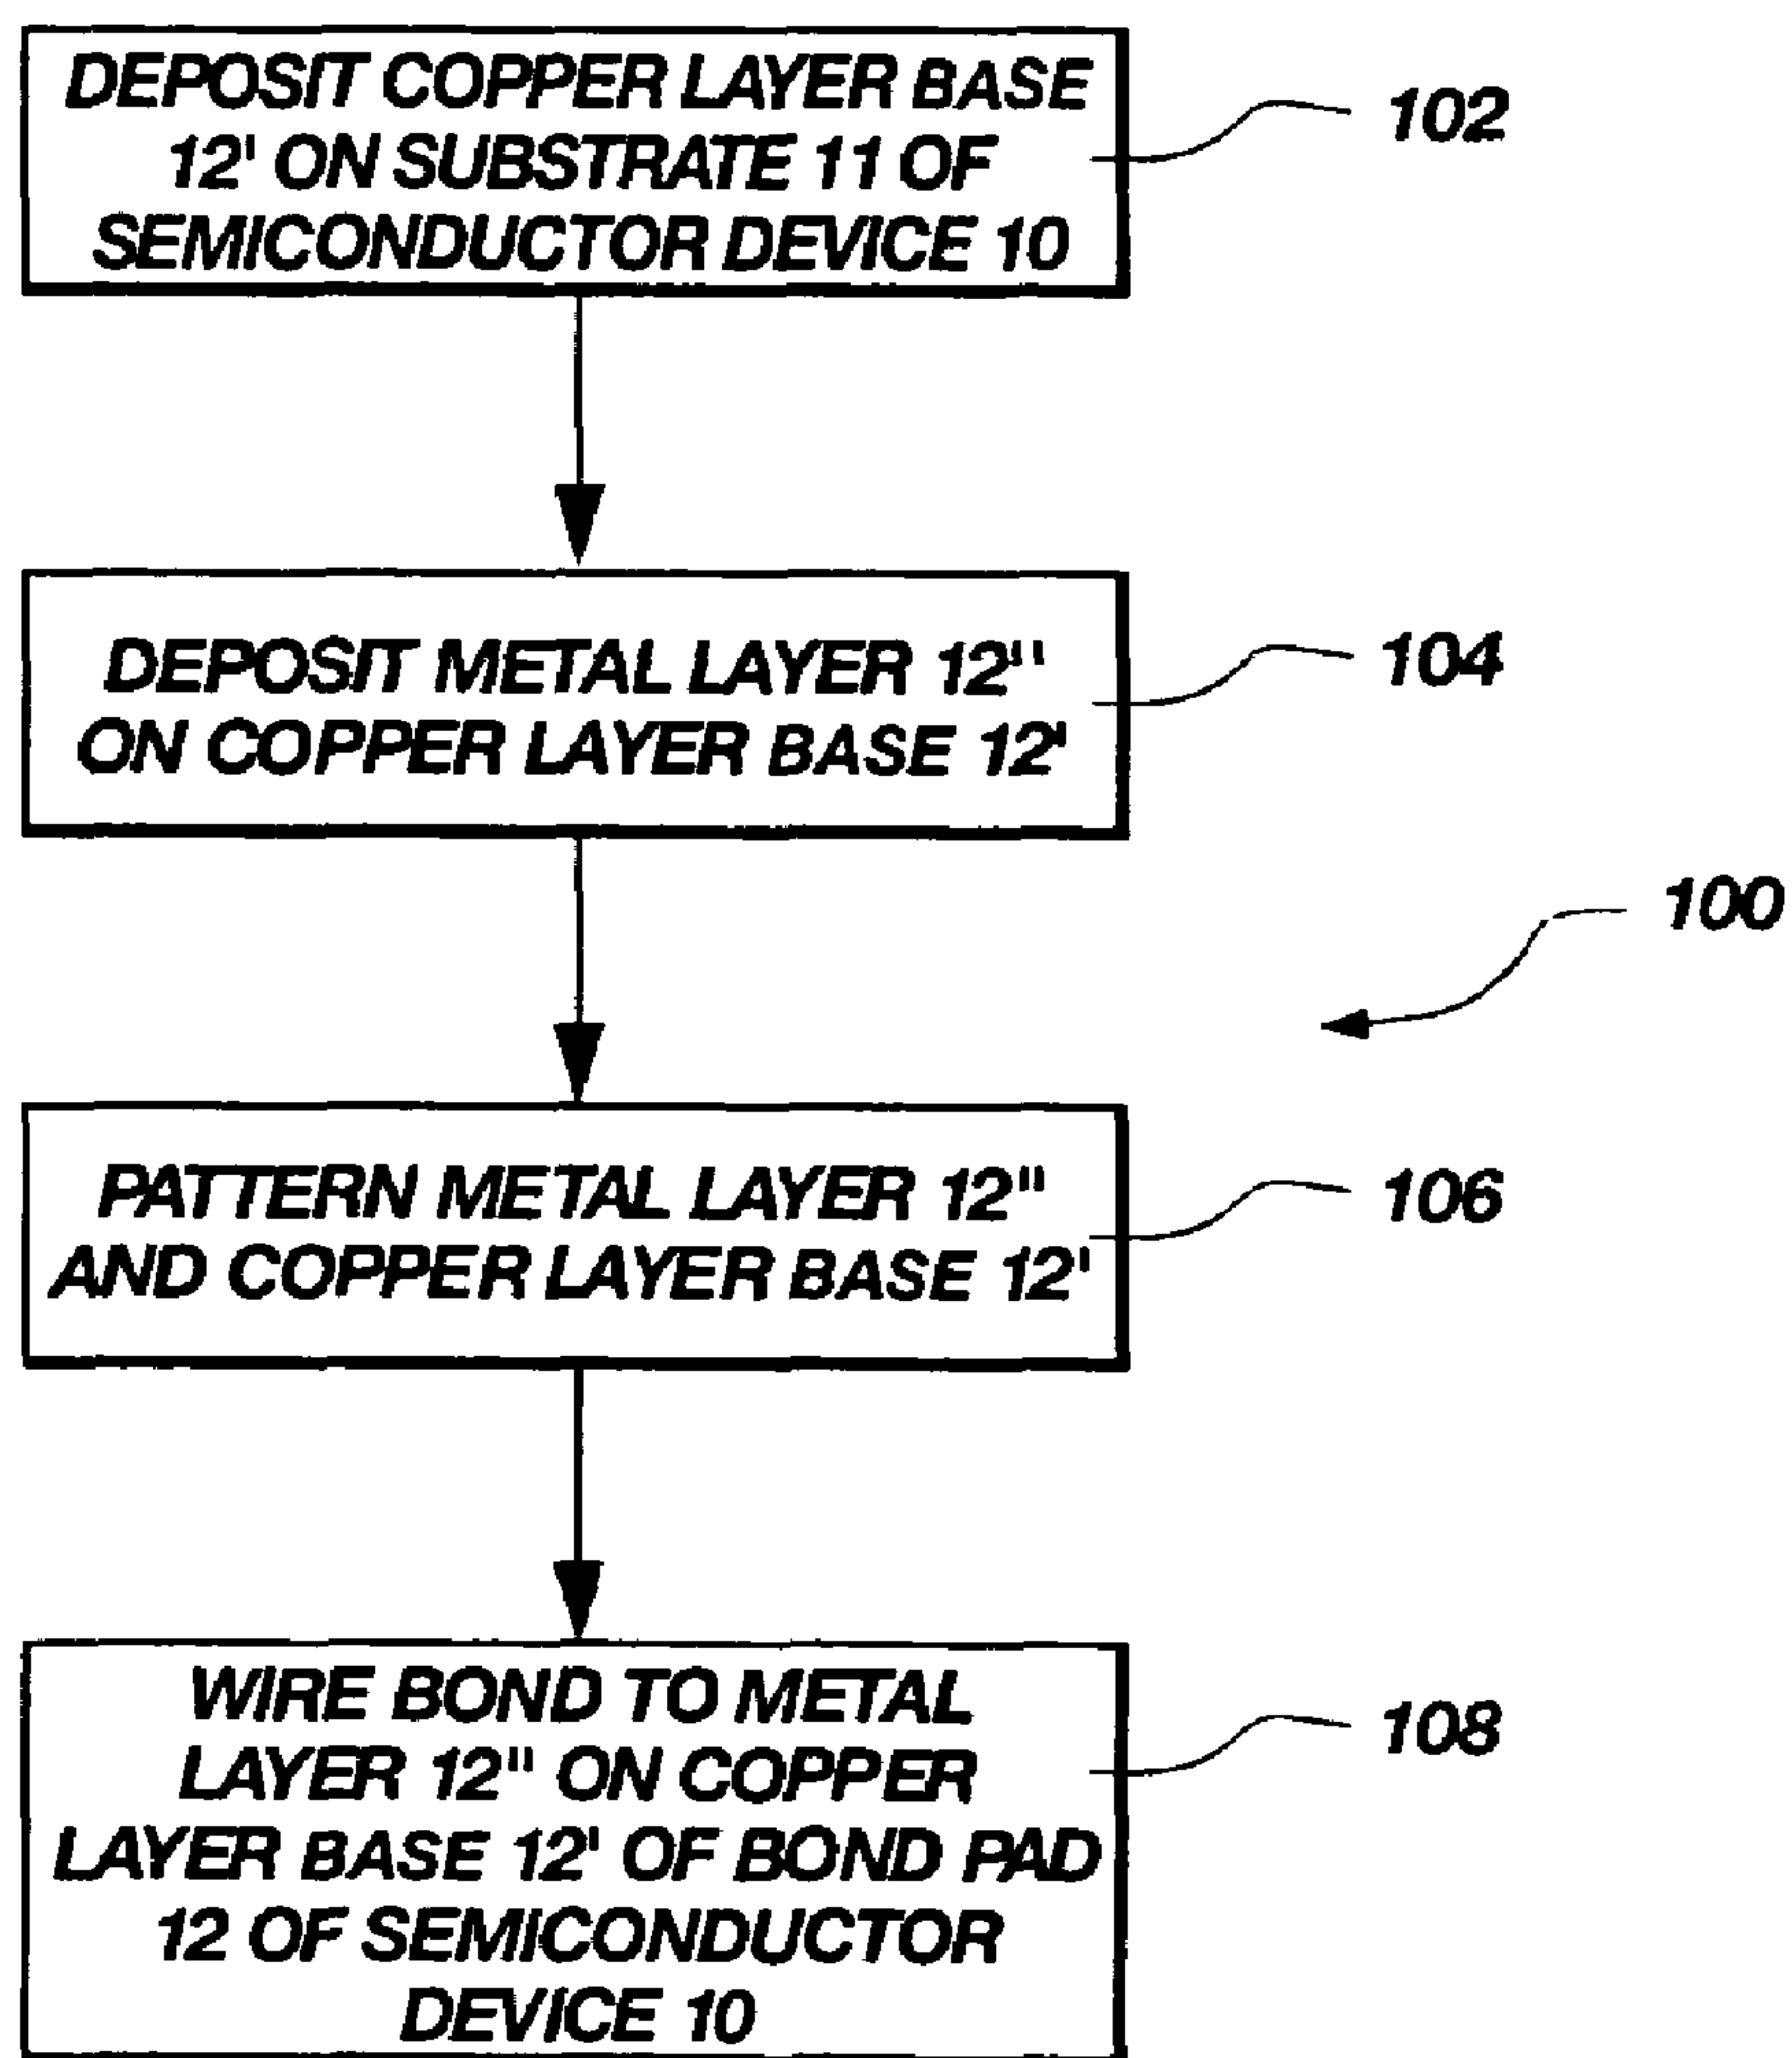 DEPOSIT COPPER LAYER BASE
12' ON SUBSTRATE 11 OF
SEMICONDUCTOR DEVICE 10
102
DEPOSIT METAL LAYER 12"
ON COPPER LAYER BASE 12'
104
100
PATTERN METAL LAYER 12"
AND COPPER LAYER BASE 12'
106
WIRE BOND TO METAL
LAYER 12" ON COPPER
LAYER BASE 12' OF BOND PAD
12 OF SEMICONDUCTOR
DEVICE 10
108